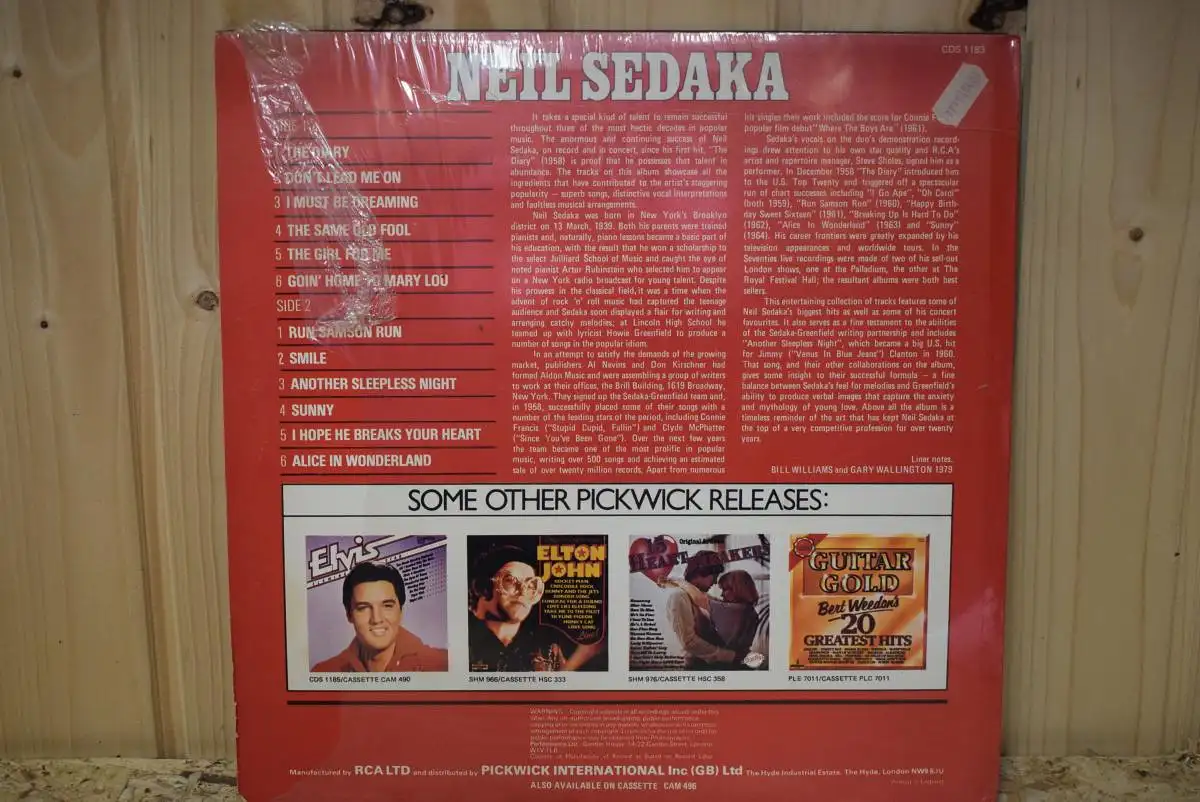 CDS 1183
NEIL SEDAKA
SIDE 1
1 THE DIARY
2 DON'T LEAD ME ON
3 I MUST BE DREAMING
4 THE SAME OLD FOOL
5 THE GIRL FOR ME
6 GOIN' HOME TO MARY LOU
SIDE 2
1 RUN SAMSON RUN
2 SMILE
3 ANOTHER SLEEPLESS NIGHT
4 SUNNY
5 I HOPE HE BREAKS YOUR HEART
6 ALICE IN WONDERLAND
It takes a special kind of talent to remain successful
throughout three of the most hectic decades in popular
music. The enormous and continuing success of Neil
Sedaka, on record and in concert, since his first hit, "The
Diary" (1958) is proof that he possesses that talent in
abundance. The tracks on this album showcase all the
ingredients that have contributed to the artist's staggering
popularity — superb songs, distinctive vocal interpretations
and faultless musical arrangements.
Neil Sedaka was born in New York's Brooklyn
district on 13 March, 1939. Both his parents were trained
pianists and, naturally, piano lessons became a basic part of
his education, with the result that he won a scholarship to
the select Juilliard School of Music and caught the eye of
noted pianist Artur Rubinstein who selected him to appear
on a New York radio broadcast for young talent. Despite
his prowess in the classical field, it was a time when the
advent of rock 'n' roll music had captured the teenage
audience and Sedaka soon displayed a flair for writing and
arranging catchy melodies; at Lincoln High School he
teamed up with lyricist Howie Greenfield to produce a
number of songs in the popular idiom.
In an attempt to satisfy the demands of the growing
market, publishers Al Nevins and Don Kirschner had
formed Aldon Music and were assembling a group of writers
to work at their offices, the Brill Building, 1619 Broadway,
New York. They signed up the Sedaka-Greenfield team and,
in 1958, successfully placed some of their songs with a
number of the leading stars of the period, including Connie
Francis ("Stupid Cupid, Fallin'") and Clyde McPhatter
("Since You've Been Gone"). Over the next few years
the team became one of the most prolific in popular
music, writing over 500 songs and achieving an estimated
sale of over twenty million records. Apart from numerous
hit singles their work included the score for Connie
popular film debut "Where The Boys Are" (1961).
Sedaka's vocals on the duo's demonstration record-
ings drew attention to his own star quality and R.C.A's
artist and repertoire manager, Steve Sholes, signed him as a
performer. In December 1958 "The Diary" introduced him
to the U.S. Top Twenty and triggered off a spectacular
run of chart successes including "I Go Ape", "Oh Carol"
(both 1959), "Run Samson Run" (1960), "Happy Birth-
day Sweet Sixteen" (1961), "Breaking Up Is Hard To Do"
(1962), "Alice In Wonderland" (1963) and "Sunny"
(1964). His career frontiers were greatly expanded by his
television appearances and worldwide tours. In the
Seventies live recordings were made of two of his sell-out
London shows, one at the Palladium, the other at The
Royal Festival Hall; the resultant albums were both best
sellers.
This entertaining collection of tracks features some of
Neil Sedaka's biggest hits as well as some of his concert
favourites. It also serves as a fine testament to the abilities
of the Sedaka-Greenfield writing partnership and includes
"Another Sleepless Night", which became a big U.S. hit
for Jimmy ("Venus In Blue Jeans") Clanton in 1960.
That song, and their other collaborations on the album,
gives some insight to their successful formula — a fine
balance between Sedaka's feel for melodies and Greenfield's
ability to produce verbal images that capture the anxiety
and mythology of young love. Above all the album is a
timeless reminder of the art that has kept Neil Sedaka at
the top of a very competitive profession for over twenty
years.
Liner notes.
BILL WILLIAMS and GARY WALLINGTON 1979
SOME OTHER PICKWICK RELEASES:
Elvis
ELTON
JOHN
ROCKET MAN
CROCODILE ROCK
BENNY AND THE JETS
LOVE LIES BLEEDING
TAKE ME TO THE PILOT
HONKY CAT
LOVE SONG
Live!
HEARTBREAKERS
GUITAR
GOLD
Bert Weedon's
20
GREATEST HITS
CDS 1185/CASSETTE CAM 490
SHM 966/CASSETTE HSC 333
SHM 976/CASSETTE HSC 358
PLE 7011/CASSETTE PLC 7011
Manufactured by RCA LTD and distributed by PICKWICK INTERNATIONAL Inc (GB) Ltd The Hyde Industrial Estate, The Hyde, London NW9 6JU
ALSO AVAILABLE ON CASSETTE CAM 496